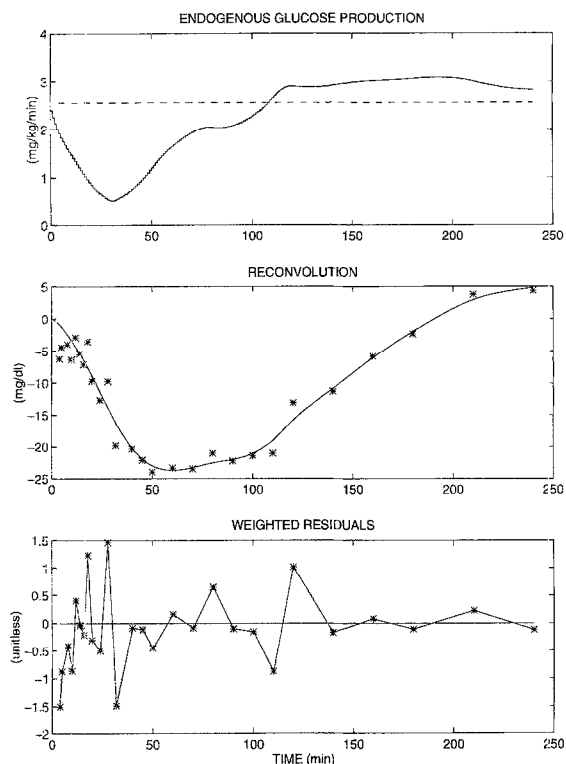 ENDOGENOUS GLUCOSE PRODUCTION
4
3
2
1
0
(mg/kg/min)
0 50 100 150 200 250
RECONVOLUTION
5
0
-5
-10
-15
-20
-25
(mg/dl)
0 50 100 150 200 250
WEIGHTED RESIDUALS
1.5
1
0.5
0
-0.5
-1
-1.5
-2
(unitless)
0 50 100 150 200 250
TIME (min)